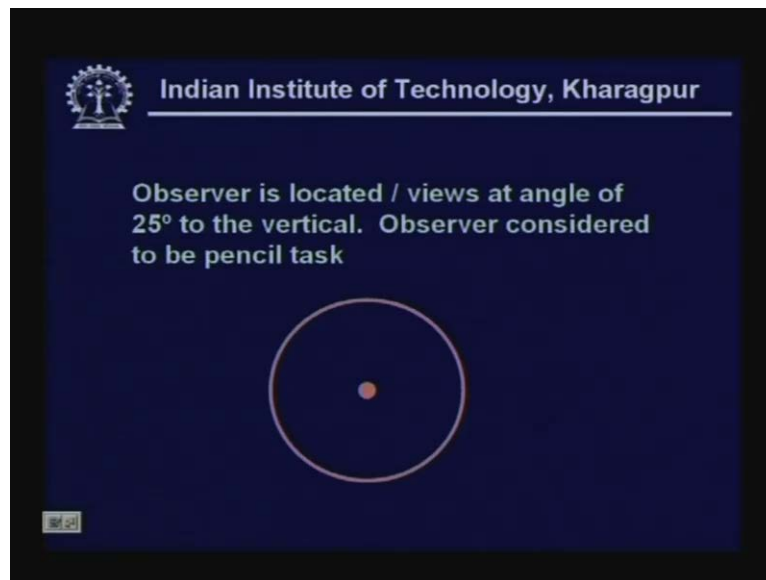 Indian Institute of Technology, Kharagpur
Observer is located / views at angle of
25º to the vertical. Observer considered
to be pencil task